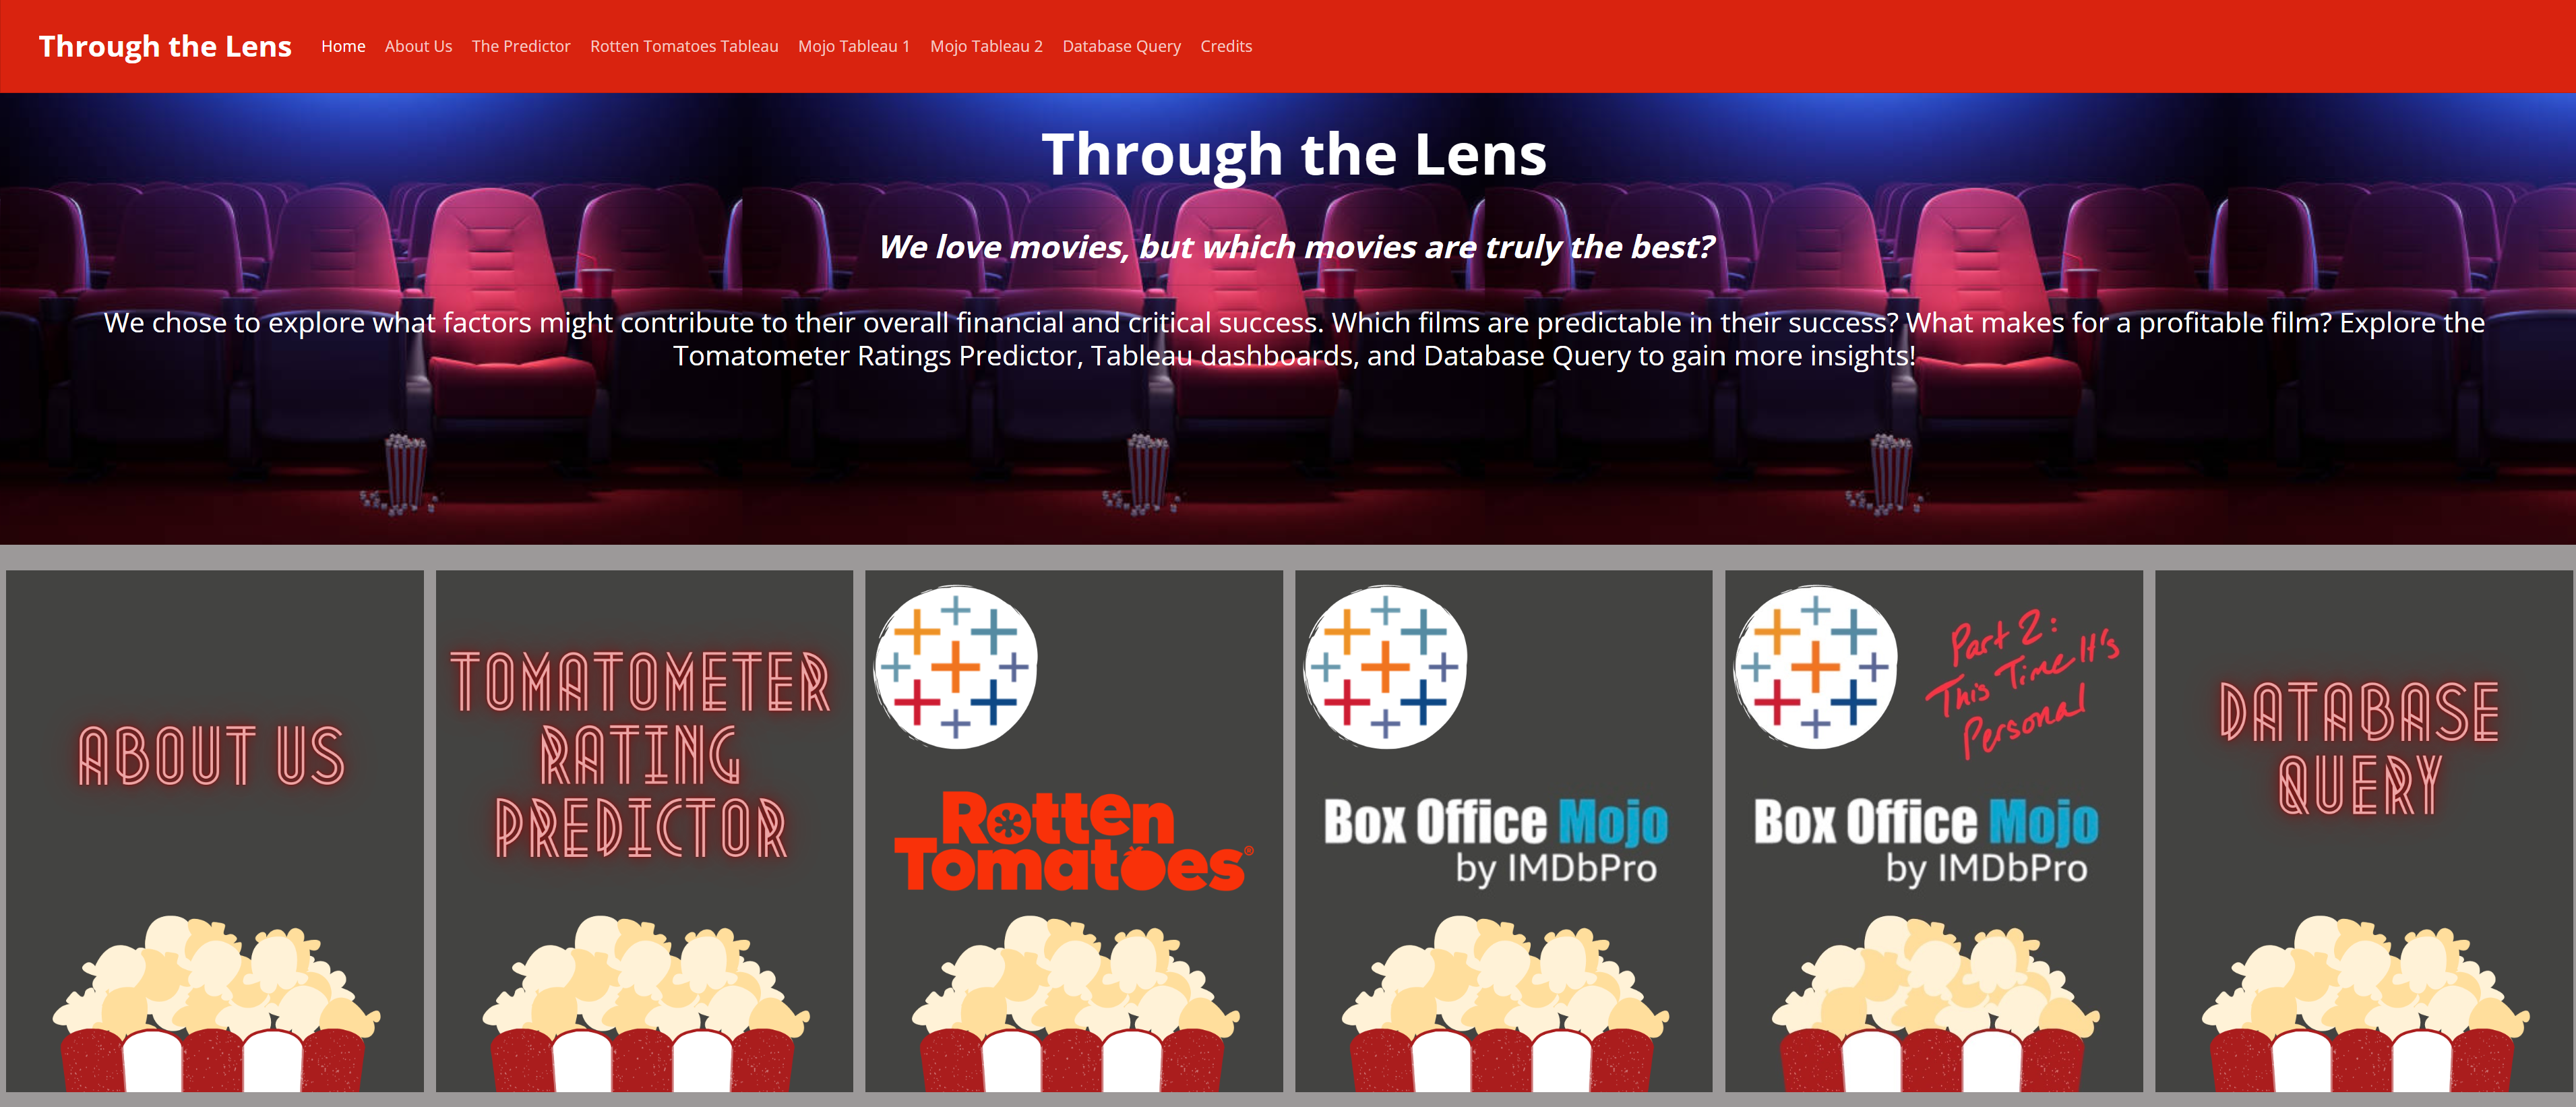 Through the Lens
Home
About Us
The Predictor
Rotten Tomatoes Tableau
Mojo Tableau 1
Mojo Tableau 2
Database Query
Credits
Through the Lens
We love movies, but which movies are truly the best?
We chose to explore what factors might contribute to their overall financial and critical success. Which films are predictable in their success? What makes for a profitable film? Explore the
Tomatometer Ratings Predictor, Tableau dashboards, and Database Query to gain more insights!
ABOUT US
TOMATOMETER
RATING
PREDICTOR
Rotten
Tomatoes®
Box Office Mojo
by IMDbPro
Part 2:
This Time It's
Personal
Box Office Mojo
by IMDbPro
DATABASE
QUERY